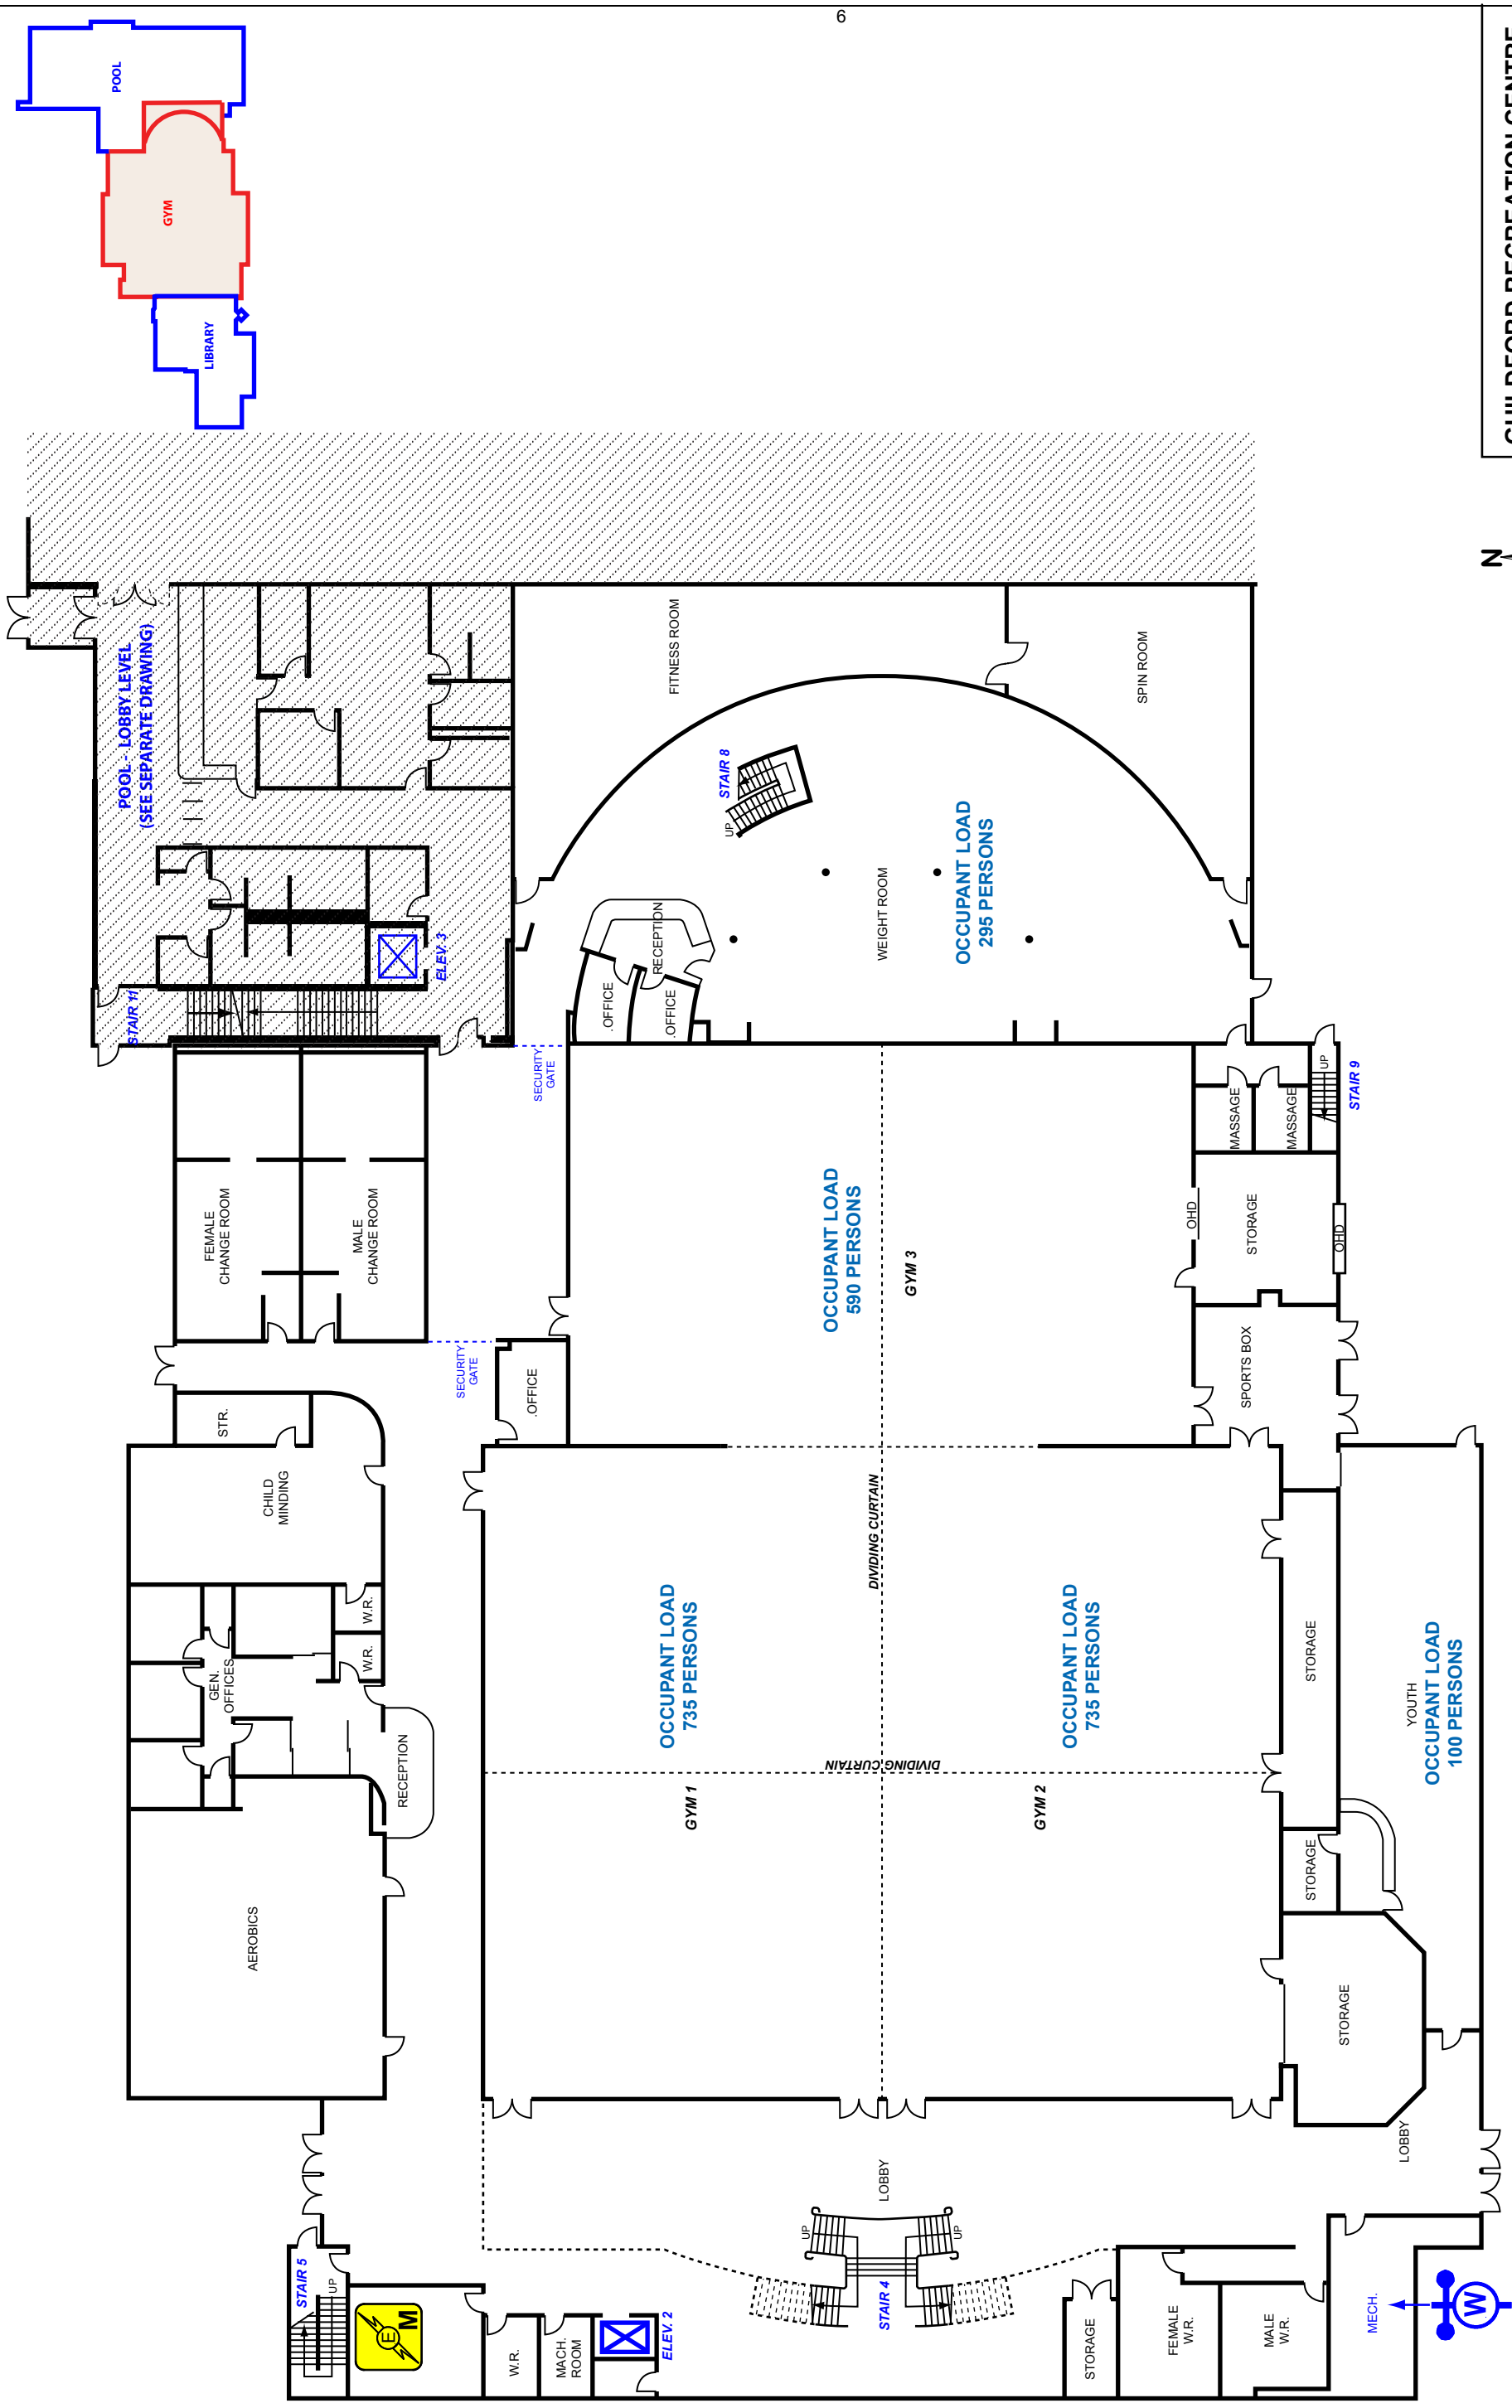 6
POOL
GYM
LIBRARY
POOL - LOBBY LEVEL
(SEE SEPARATE DRAWING)
STAIR 11
ELEV. 3
FITNESS ROOM
SPIN ROOM
STAIR 8
UP
RECEPTION
.OFFICE
.OFFICE
WEIGHT ROOM
OCCUPANT LOAD
295 PERSONS
SECURITY
GATE
FEMALE
CHANGE ROOM
MALE
CHANGE ROOM
SECURITY
GATE
.OFFICE
OCCUPANT LOAD
590 PERSONS
GYM 3
MASSAGE
MASSAGE
UP
STAIR 9
OHD
STORAGE
OHD
SPORTS BOX
STR.
CHILD
MINDING
W.R.
W.R.
GEN.
OFFICES
RECEPTION
AEROBICS
DIVIDING CURTAIN
DIVIDING CURTAIN
OCCUPANT LOAD
735 PERSONS
GYM 1
OCCUPANT LOAD
735 PERSONS
GYM 2
STORAGE
STORAGE
STORAGE
YOUTH
OCCUPANT LOAD
100 PERSONS
LOBBY
LOBBY
UP
UP
STAIR 4
STAIR 5
UP
E
M
W.R.
MACH.
ROOM
ELEV. 2
STORAGE
FEMALE
W.R.
MALE
W.R.
MECH.
W
N
GUILDFORD RECREATION CENTRE